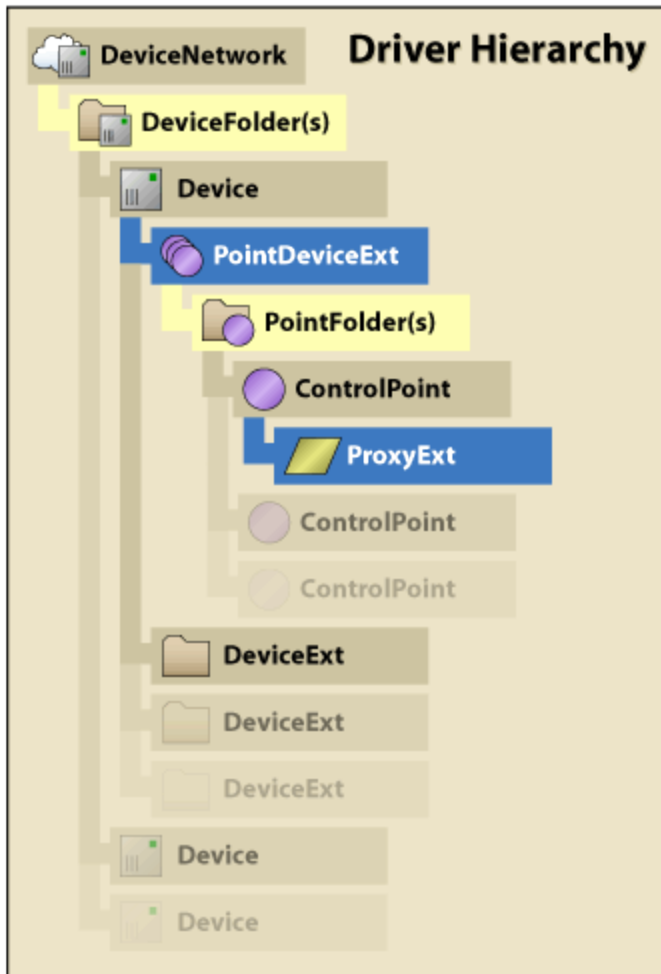 Driver Hierarchy
DeviceNetwork
DeviceFolder(s)
Device
PointDeviceExt
PointFolder(s)
ControlPoint
ProxyExt
ControlPoint
ControlPoint
DeviceExt
DeviceExt
DeviceExt
Device
Device